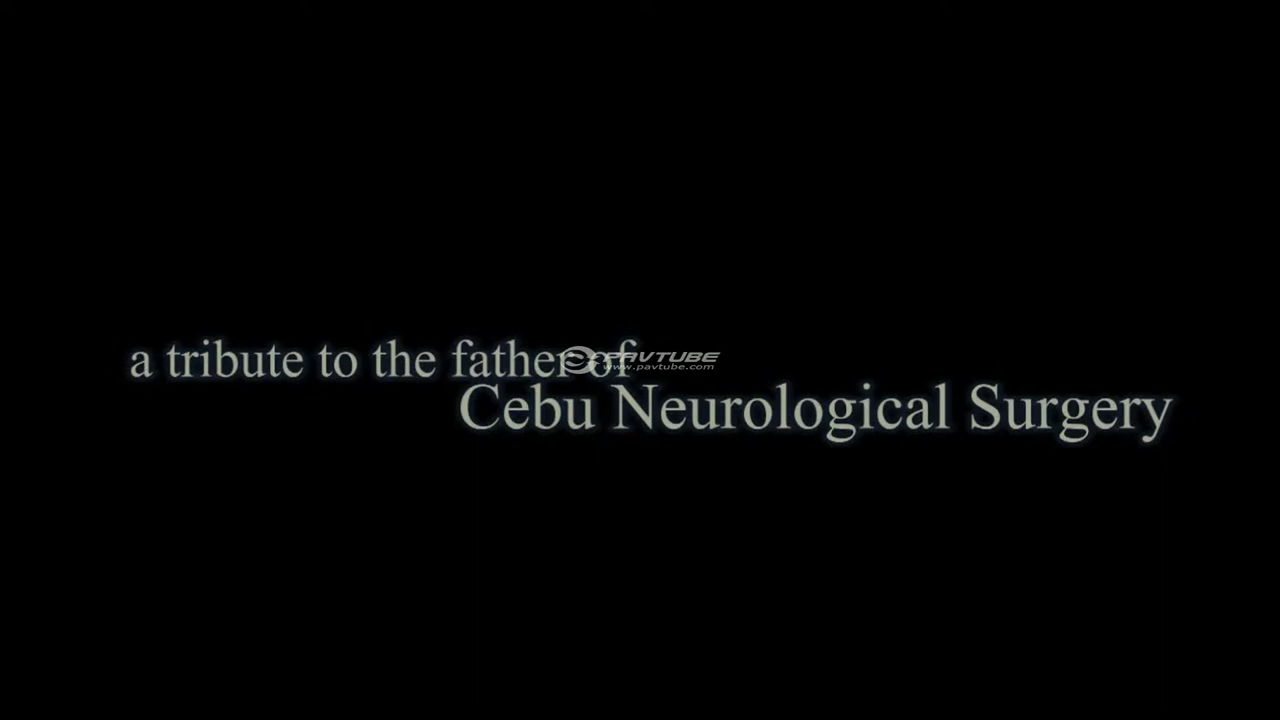 a tribute to the father of
PAVTUBE
www.pavtube.com
Cebu Neurological Surgery